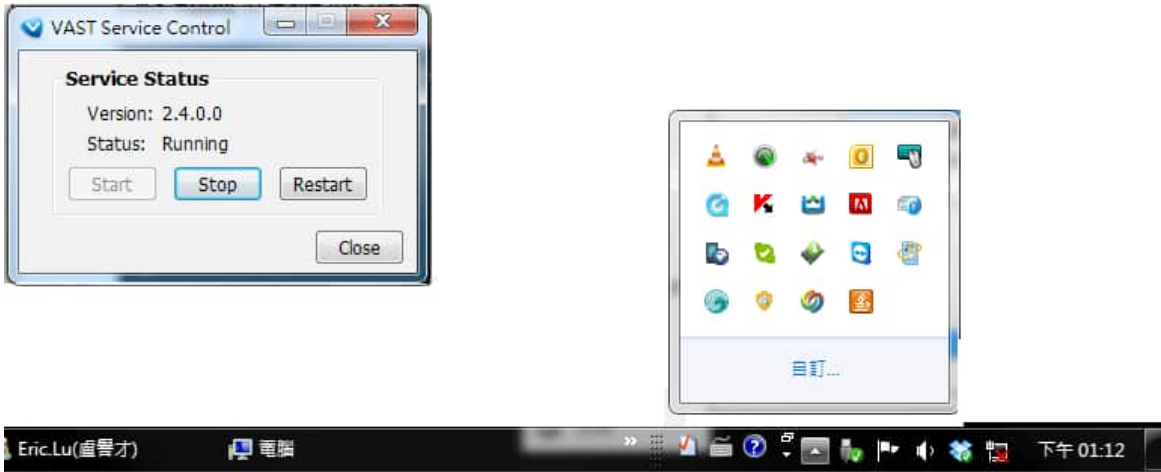 VAST Service Control
Service Status
Version: 2.4.0.0
Status: Running
Start Stop Restart
Close
自訂...
Eric.Lu(盧譽才) 電腦 下午 01:12